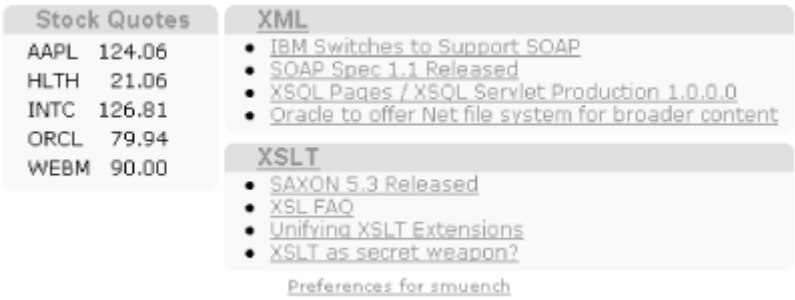 Stock Quotes
AAPL 124.06
HLTH 21.06
INTC 126.81
ORCL 79.94
WEBM 90.00
XML
IBM Switches to Support SOAP
SOAP Spec 1.1 Released
XSQL Pages / XSQL Servlet Production 1.0.0.0
Oracle to offer Net file system for broader content
XSLT
SAXON 5.3 Released
XSL FAQ
Unifying XSLT Extensions
XSLT as secret weapon?
Preferences for smuench